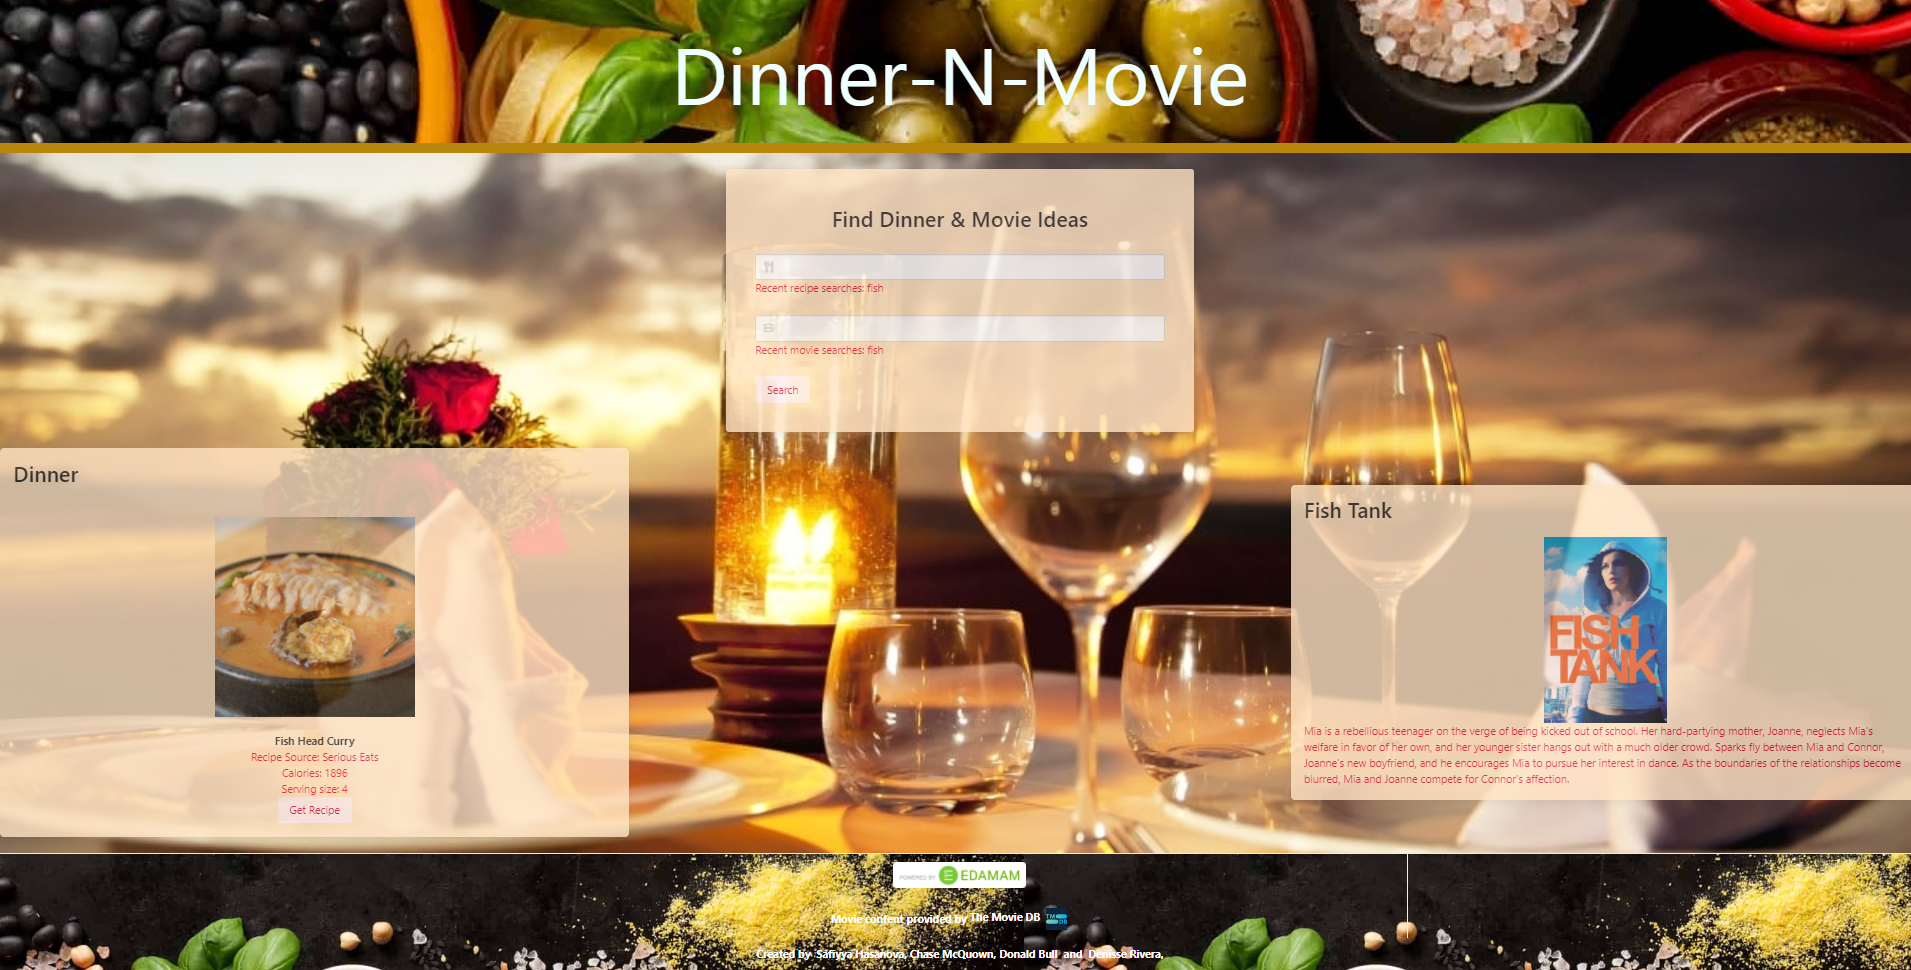 Dinner-N-Movie
Find Dinner & Movie Ideas
Recent recipe searches: fish
Recent movie searches: fish
Search
Dinner
Fish Head Curry
Recipe Source: Serious Eats
Calories: 1896
Serving size: 4
Get Recipe
Fish Tank
FISH
TANK
Mia is a rebellious teenager on the verge of being kicked out of school. Her hard-partying mother, Joanne, neglects Mia's
welfare in favor of her own, and her younger sister hangs out with a much older crowd. Sparks fly between Mia and Connor,
Joanne's new boyfriend, and he encourages Mia to pursue her interest in dance. As the boundaries of the relationships become
blurred, Mia and Joanne compete for Connor's affection.
POWERED BY EDAMAM
Movie content provided by The Movie DB TMDB
Created by Safiyya Hasanova, Chase McQuown, Donald Bull and Denisse Rivera,